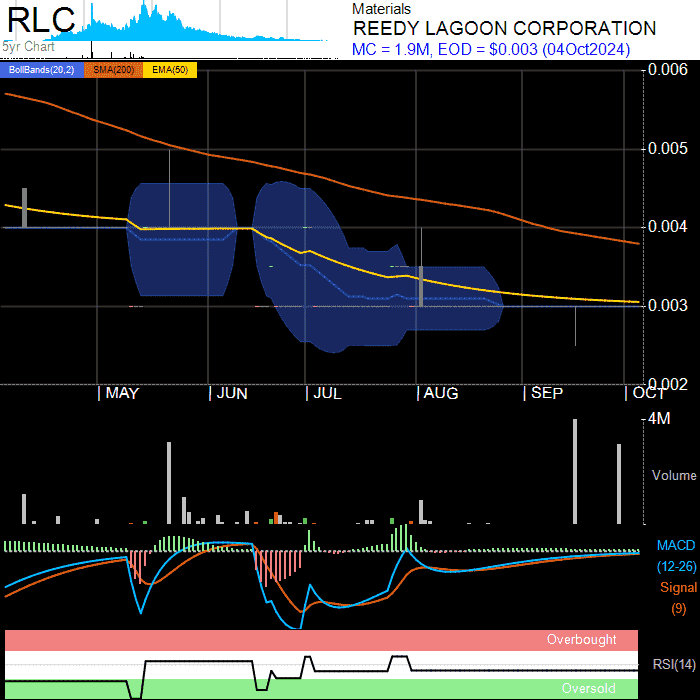 RLC
5yr Chart
Materials
REEDY LAGOON CORPORATION
MC = 1.9M, EOD = $0.003 (04Oct2024)
BollBands(20,2) SMA(200) EMA(50)
0.006
0.005
0.004
0.003
0.002
MAY JUN JUL AUG SEP OCT
4M
Volume
MACD
(12-26)
Signal
(9)
Overbought
RSI(14)
Oversold